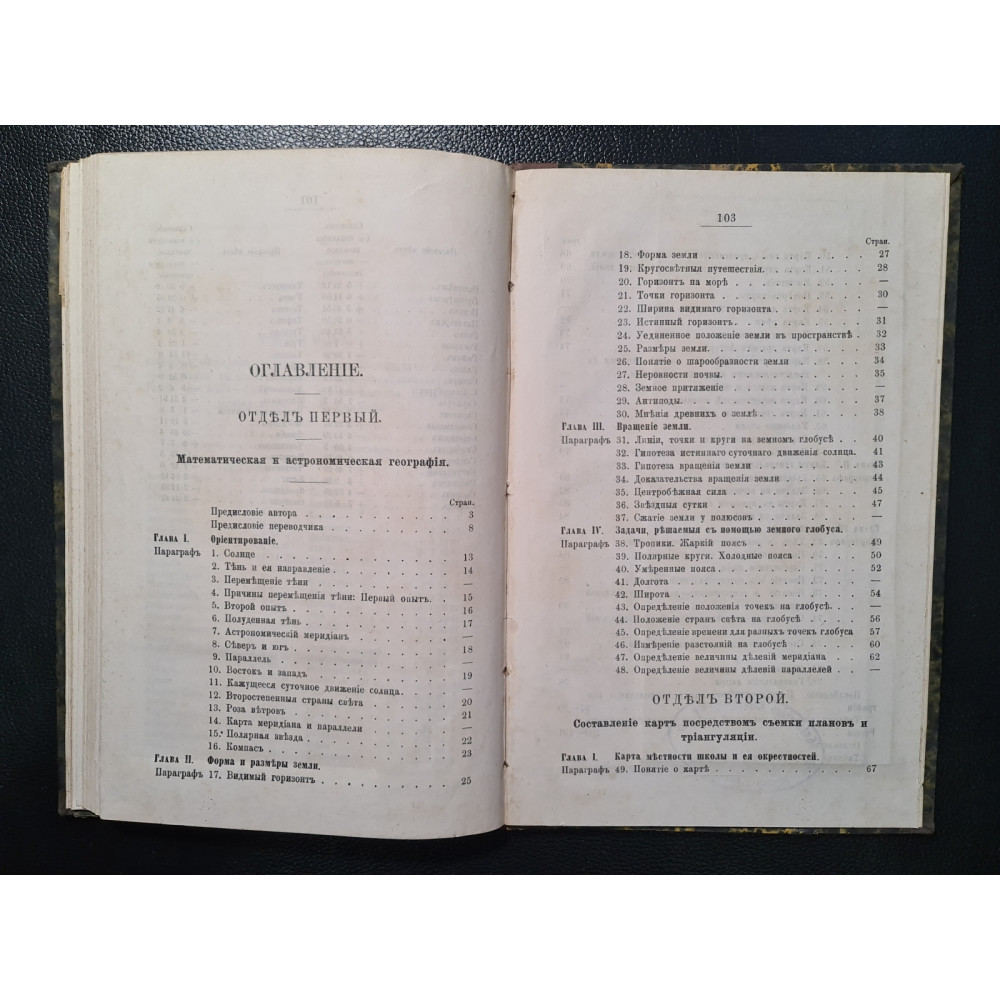 ОГЛАВЛЕНІЕ.
ОТДѢЛЪ ПЕРВЫЙ.
Математическая и астрономическая географія.
Стран.
Предисловіе автора 3
Предисловіе переводчика 8
Глава I. Оріентированіе.
Параграфъ 1. Солнце 13
2. Тѣнь и ея направленіе 14
3. Перемѣщеніе тѣни —
4. Причины перемѣщенія тѣни: Первый опытъ. 15
5. Второй опытъ 16
6. Полуденная тѣнь 17
7. Астрономическій меридіанъ —
8. Сѣверъ и югъ 18
9. Параллель —
10. Востокъ и западъ 19
11. Кажущееся суточное движеніе солнца. —
12. Второстепенныя страны свѣта 20
13. Роза вѣтровъ 21
14. Карта меридіана и параллели —
15. Полярная звѣзда 22
16. Компасъ 23
Глава II. Форма и размѣры земли.
Параграфъ 17. Видимый горизонтъ 25
103
Стран.
18. Форма земли 27
19. Кругосвѣтныя путешествія. 28
20. Горизонтъ на морѣ —
21. Точки горизонта 30
22. Ширина видимаго горизонта —
23. Истинный горизонтъ 31
24. Уединенное положеніе земли въ пространствѣ 32
25. Размѣры земли. 33
26. Понятіе о шарообразности земли 34
27. Неровности почвы. 35
28. Земное притяженіе —
29. Антиподы. 37
30. Мнѣнія древнихъ о землѣ 38
Глава III. Вращеніе земли.
Параграфъ 31. Линіи, точки и круги на земномъ глобусѣ 40
32. Гипотеза истиннаго суточнаго движенія солнца. 41
33. Гипотеза вращенія земли 43
34. Доказательства вращенія земли 44
35. Центробѣжная сила 45
36. Звѣздныя сутки 47
37. Сжатіе земли у полюсовъ —
Глава IV. Задачи, рѣшаемыя съ помощью земного глобуса.
Параграфъ 38. Тропики. Жаркій поясъ 49
39. Полярные круги. Холодные пояса 50
40. Умѣренные пояса 52
41. Долгота —
42. Широта 54
43. Опредѣленіе положенія точекъ на глобусѣ. —
44. Положеніе странъ свѣта на глобусѣ 56
45. Опредѣленіе времени для разныхъ точекъ глобуса 57
46. Измѣреніе разстояній на глобусѣ 60
47. Опредѣленіе величины дѣленій меридіана 62
48. Опредѣленіе величины дѣленій параллелей —
ОТДѢЛЪ ВТОРОЙ.
Составленіе картъ посредствомъ съемки плановъ и
тріангуляціи.
Глава I. Карта мѣстности школы и ея окрестностей.
Параграфъ 49. Понятіе о картѣ 67